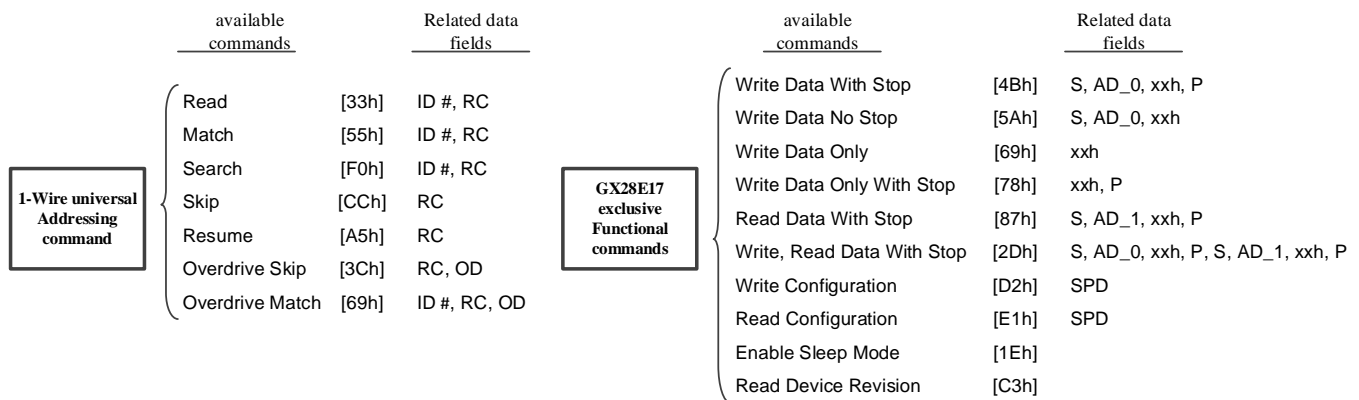 available
commands
Related data
fields
1-Wire universal
Addressing
command
Read [33h] ID #, RC
Match [55h] ID #, RC
Search [F0h] ID #, RC
Skip [CCh] RC
Resume [A5h] RC
Overdrive Skip [3Ch] RC, OD
Overdrive Match [69h] ID #, RC, OD
available
commands
Related data
fields
GX28E17
exclusive
Functional
commands
Write Data With Stop [4Bh] S, AD_0, xxh, P
Write Data No Stop [5Ah] S, AD_0, xxh
Write Data Only [69h] xxh
Write Data Only With Stop [78h] xxh, P
Read Data With Stop [87h] S, AD_1, xxh, P
Write, Read Data With Stop [2Dh] S, AD_0, xxh, P, S, AD_1, xxh, P
Write Configuration [D2h] SPD
Read Configuration [E1h] SPD
Enable Sleep Mode [1Eh]
Read Device Revision [C3h]